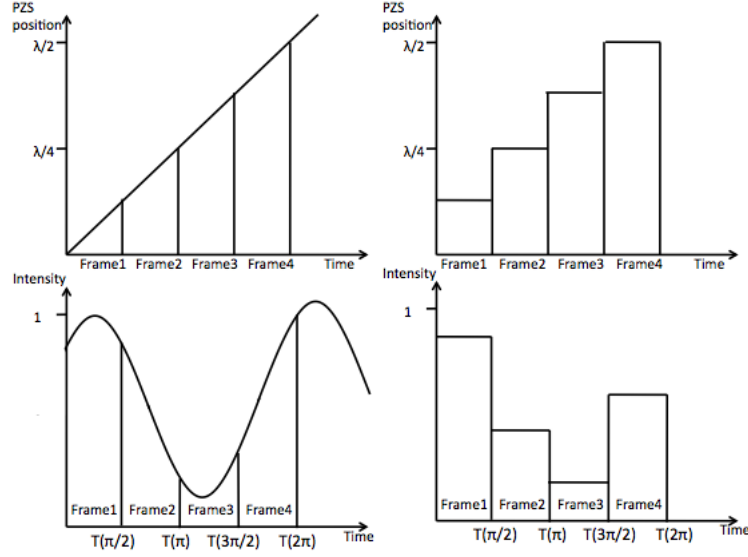 PZS
position
λ/2
λ/4
Frame1 Frame2 Frame3 Frame4 Time
PZS
position
λ/2
λ/4
Frame1 Frame2 Frame3 Frame4 Time
Intensity
1
Frame1 Frame2 Frame3 Frame4
T(π/2) T(π) T(3π/2) T(2π) Time
Intensity
1
Frame1 Frame2 Frame3 Frame4
T(π/2) T(π) T(3π/2) T(2π) Time